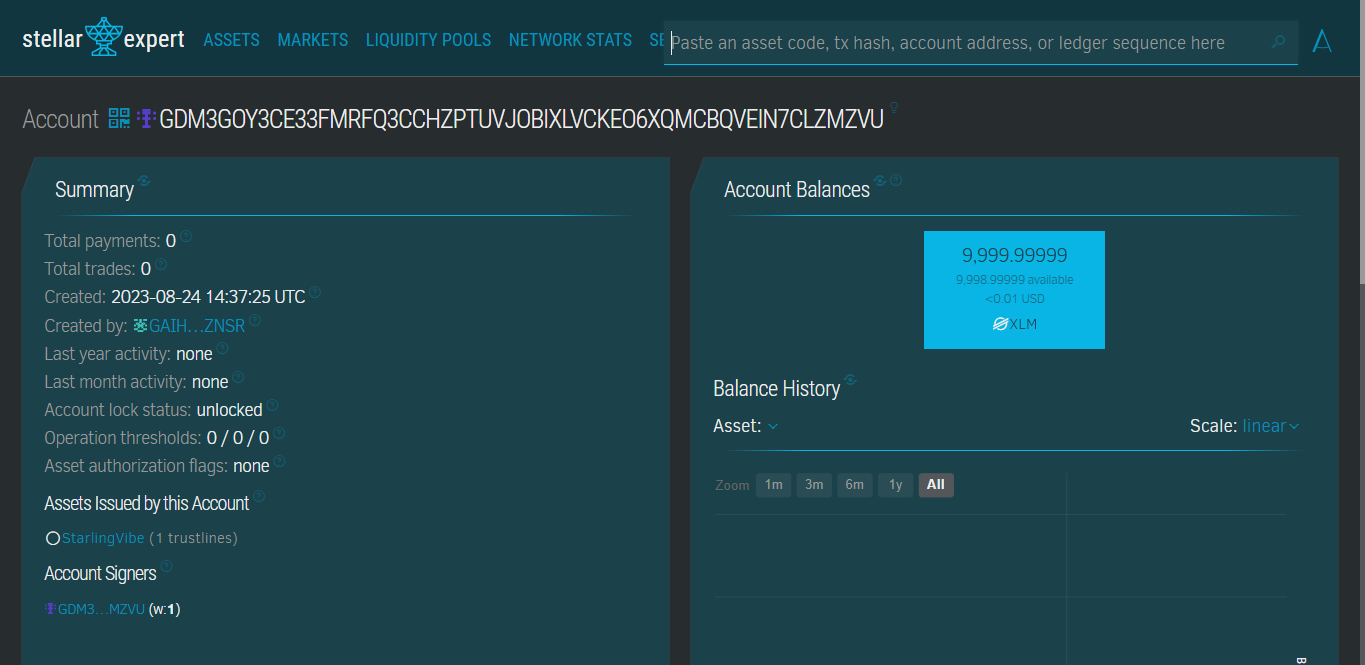 stellar expert ASSETS MARKETS LIQUIDITY POOLS NETWORK STATS SE Paste an asset code, tx hash, account address, or ledger sequence here
Account GDM3GOY3CE33FMRFQ3CCHZPTUVJOBIXLVCKEO6XQMCBQVEIN7CLZMZVU
Summary
Total payments: 0
Total trades: 0
Created: 2023-08-24 14:37:25 UTC
Created by: GAIH...ZNSR
Last year activity: none
Last month activity: none
Account lock status: unlocked
Operation thresholds: 0 / 0 / 0
Asset authorization flags: none
Assets Issued by this Account
StarlingVibe (1 trustlines)
Account Signers
GDM3...MZVU (w:1)
Account Balances
9,999.99999
9,998.99999 available
<0.01 USD
XLM
Balance History
Asset: Scale: linear
Zoom 1m 3m 6m 1y All
B